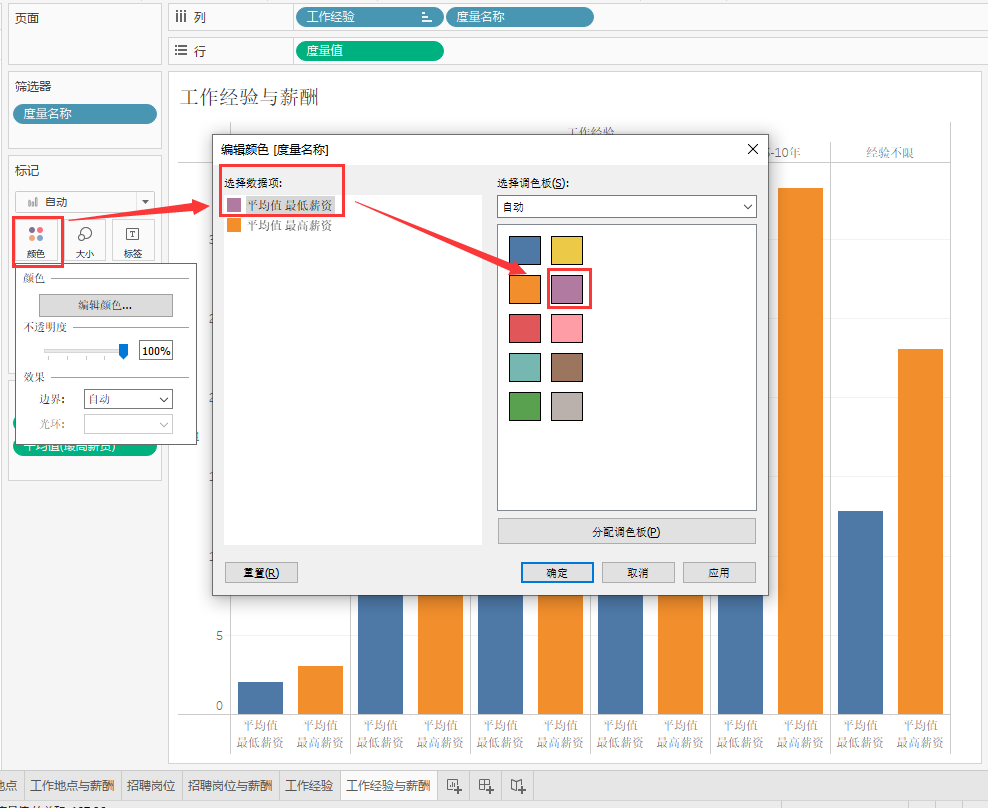 页面
列
工作经验
度量名称
行
度量值
筛选器
度量名称
标记
自动
颜色
大小
标签
颜色
编辑颜色...
不透明度
100%
效果
边界:
自动
光环:
平均值(最高薪资)
工作经验与薪酬
工作经验
-10年
经验不限
编辑颜色 [度量名称]
选择数据项:
平均值 最低薪资
平均值 最高薪资
选择调色板(S):
自动
分配调色板(P)
重置(R)
确定
取消
应用
5
0
平均值 平均值 平均值 平均值 平均值 平均值 平均值 平均值 平均值 平均值 平均值 平均值
最低薪资 最高薪资 最低薪资 最高薪资 最低薪资 最高薪资 最低薪资 最高薪资 最低薪资 最高薪资 最低薪资 最高薪资
地点
工作地点与薪酬
招聘岗位
招聘岗位与薪酬
工作经验
工作经验与薪酬